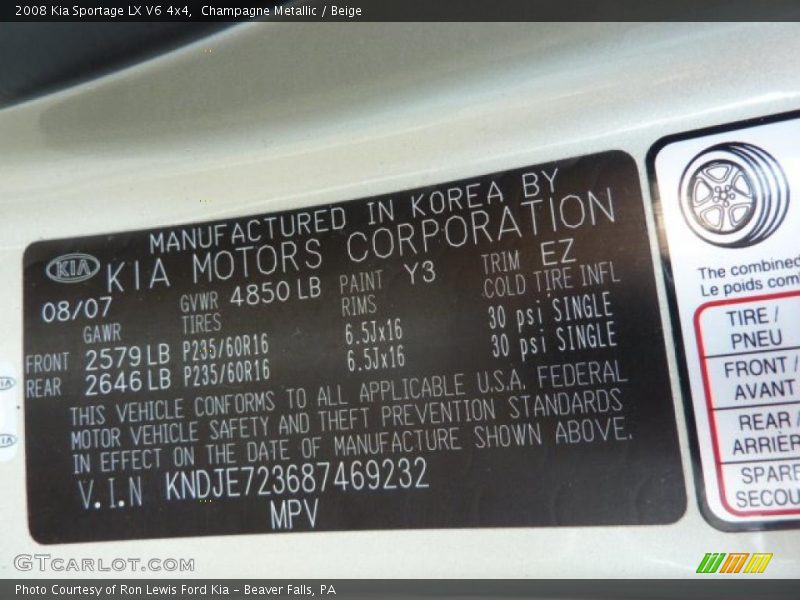 2008 Kia Sportage LX V6 4x4, Champagne Metallic / Beige
MANUFACTURED IN KOREA BY
KIA KIA MOTORS CORPORATION
08/07 GVWR 4850 LB PAINT Y3 TRIM EZ
GAWR TIRES RIMS COLD TIRE INFL
FRONT 2579 LB P235/60R16 6.5Jx16 30 psi SINGLE
REAR 2646 LB P235/60R16 6.5Jx16 30 psi SINGLE
THIS VEHICLE CONFORMS TO ALL APPLICABLE U.S.A. FEDERAL
MOTOR VEHICLE SAFETY AND THEFT PREVENTION STANDARDS
IN EFFECT ON THE DATE OF MANUFACTURE SHOWN ABOVE.
V.I.N KNDJE723687469232
MPV
The combined
Le poids com
TIRE /
PNEU
FRONT /
AVANT
REAR /
ARRIÈR
SPARE
SECOU
GTCARLOT.COM
Photo Courtesy of Ron Lewis Ford Kia - Beaver Falls, PA